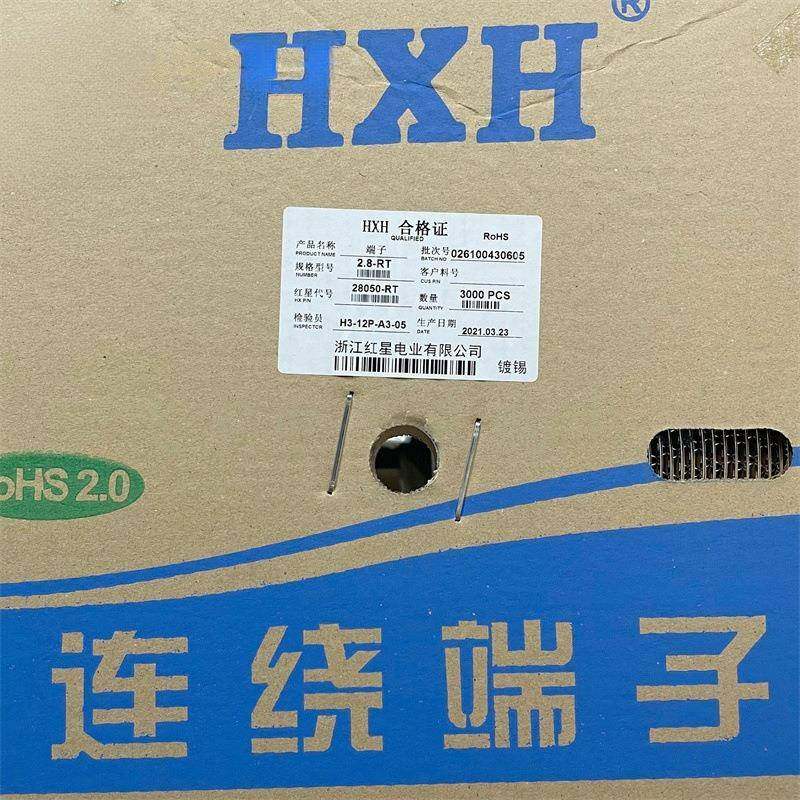 HXH®
HXH 合格证 RoHS
QUALIFIED
产品名称 端子 批次号 026100430605
PRODUCT NAME BATCH NO
规格型号 2.8-RT 客户料号
NUMBER CUS P/N
红星代号 28050-RT 数量 3000 PCS
HX P/N QUANTITY
检验员 H3-12P-A3-05 生产日期 2021.03.23
INSPECTOR DATE
浙江红星电业有限公司
镀锡
oHS 2.0
连绕端子